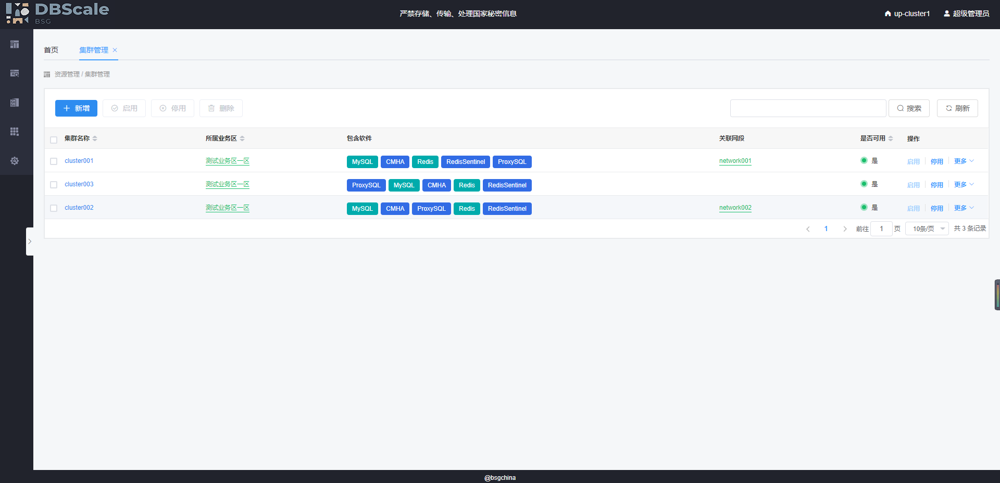 DBScale
BSG
严禁存储、传输、处理国家秘密信息
up-cluster1 超级管理员
首页 集群管理
资源管理 / 集群管理
新增 启用 停用 删除 搜索 刷新
集群名称 所属业务区 包含软件 关联网段 是否可用 操作
cluster001 测试业务区一区 MySQL CMHA Redis RedisSentinel ProxySQL network001 是 启用 停用 更多
cluster003 测试业务区一区 ProxySQL MySQL CMHA Redis RedisSentinel 是 启用 停用 更多
cluster002 测试业务区一区 MySQL CMHA ProxySQL Redis RedisSentinel network002 是 启用 停用 更多
1 前往 1 页 10条/页 共 3 条记录
@bsgchina